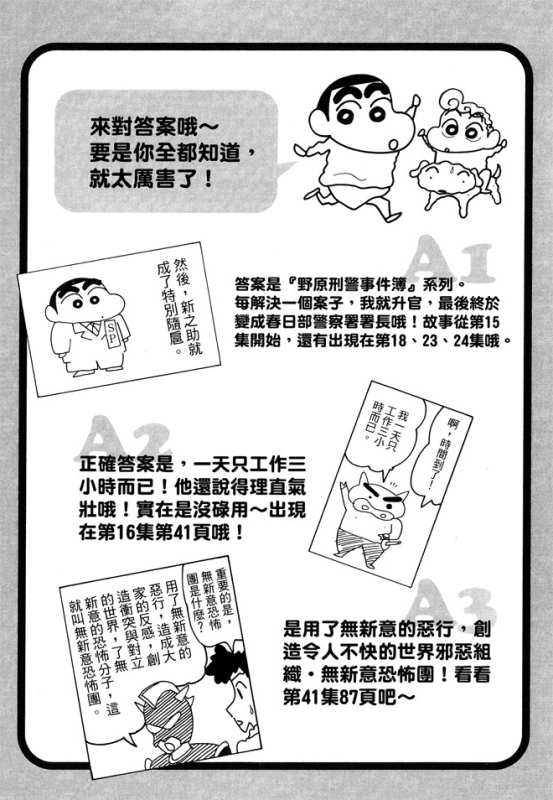 來對答案哦～
要是你全都知道，
就太厲害了！
A1
答案是『野原刑警事件簿』系列。
每解決一個案子，我就升官，最後終於
變成春日部警察署署長哦！故事從第15
集開始，還有出現在第18、23、24集哦。
然後，新之助就
成了特別隨扈。
SP
A2
正確答案是，一天只工作三
小時而已！他還說得理直氣
壯哦！實在是沒碌用～出現
在第16集第41頁哦！
啊，時間到了！
我一天只
工作三小
時而已。
A3
是用了無新意的惡行，創
造令人不快的世界邪惡組
織・無新意恐怖團！看看
第41集87頁吧～
重要的是，
無新意恐怖
團是什麼？
用了無新意的
惡行，造成大
家的反感，創
造衝突與對立
的世界，了無
新意的恐怖分子，這
就叫無新意恐怖團。